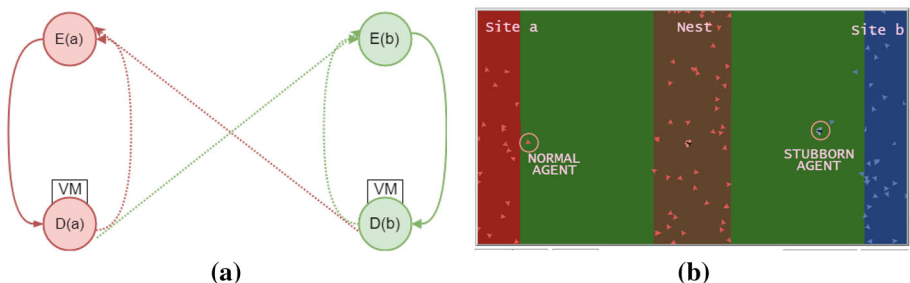 E(a)
E(b)
VM
D(a)
VM
D(b)
(a)
Site a
Nest
Site b
NORMAL
AGENT
STUBBORN
AGENT
(b)